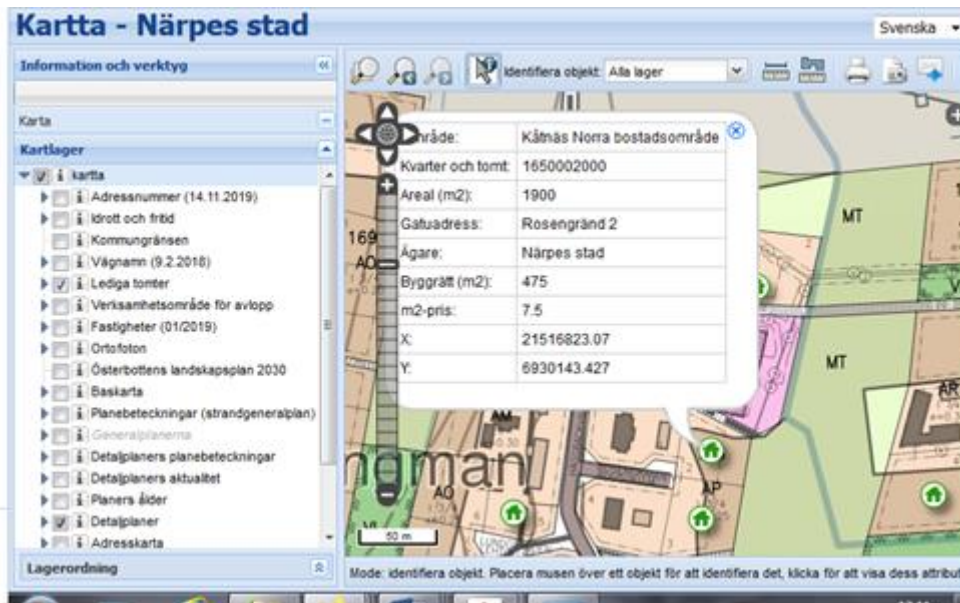 Kartta - Närpes stad
Svenska
Information och verktyg
Identifiera objekt: Alla lager
Karta
Kartlager
kartta
Adressnummer (14.11.2019)
Idrott och fritid
Kommungränsen
Vägnamn (9.2.2018)
Lediga tomter
Verksamhetsområde för avlopp
Fastigheter (01/2019)
Ortofoton
Österbottens landskapsplan 2030
Baskarta
Planebeteckningar (strandgeneralplan)
Generalplanerna
Detaljplaners planebeteckningar
Detaljplaners aktualitet
Planers ålder
Detaljplaner
Adresskarta
Lagerordning
Område: Kåtnäs Norra bostadsområde
Kvarter och tomt: 1650002000
Areal (m2): 1900
Gatuadress: Rosengränd 2
Ägare: Närpes stad
Byggrätt (m2): 475
m2-pris: 7.5
X: 21516823.07
Y: 6930143.427
169
AO
MT
MT
AR
AM
AO
AP
50 m
Mode: identifiera objekt. Placera musen över ett objekt för att identifiera det, klicka för att visa dess attribut